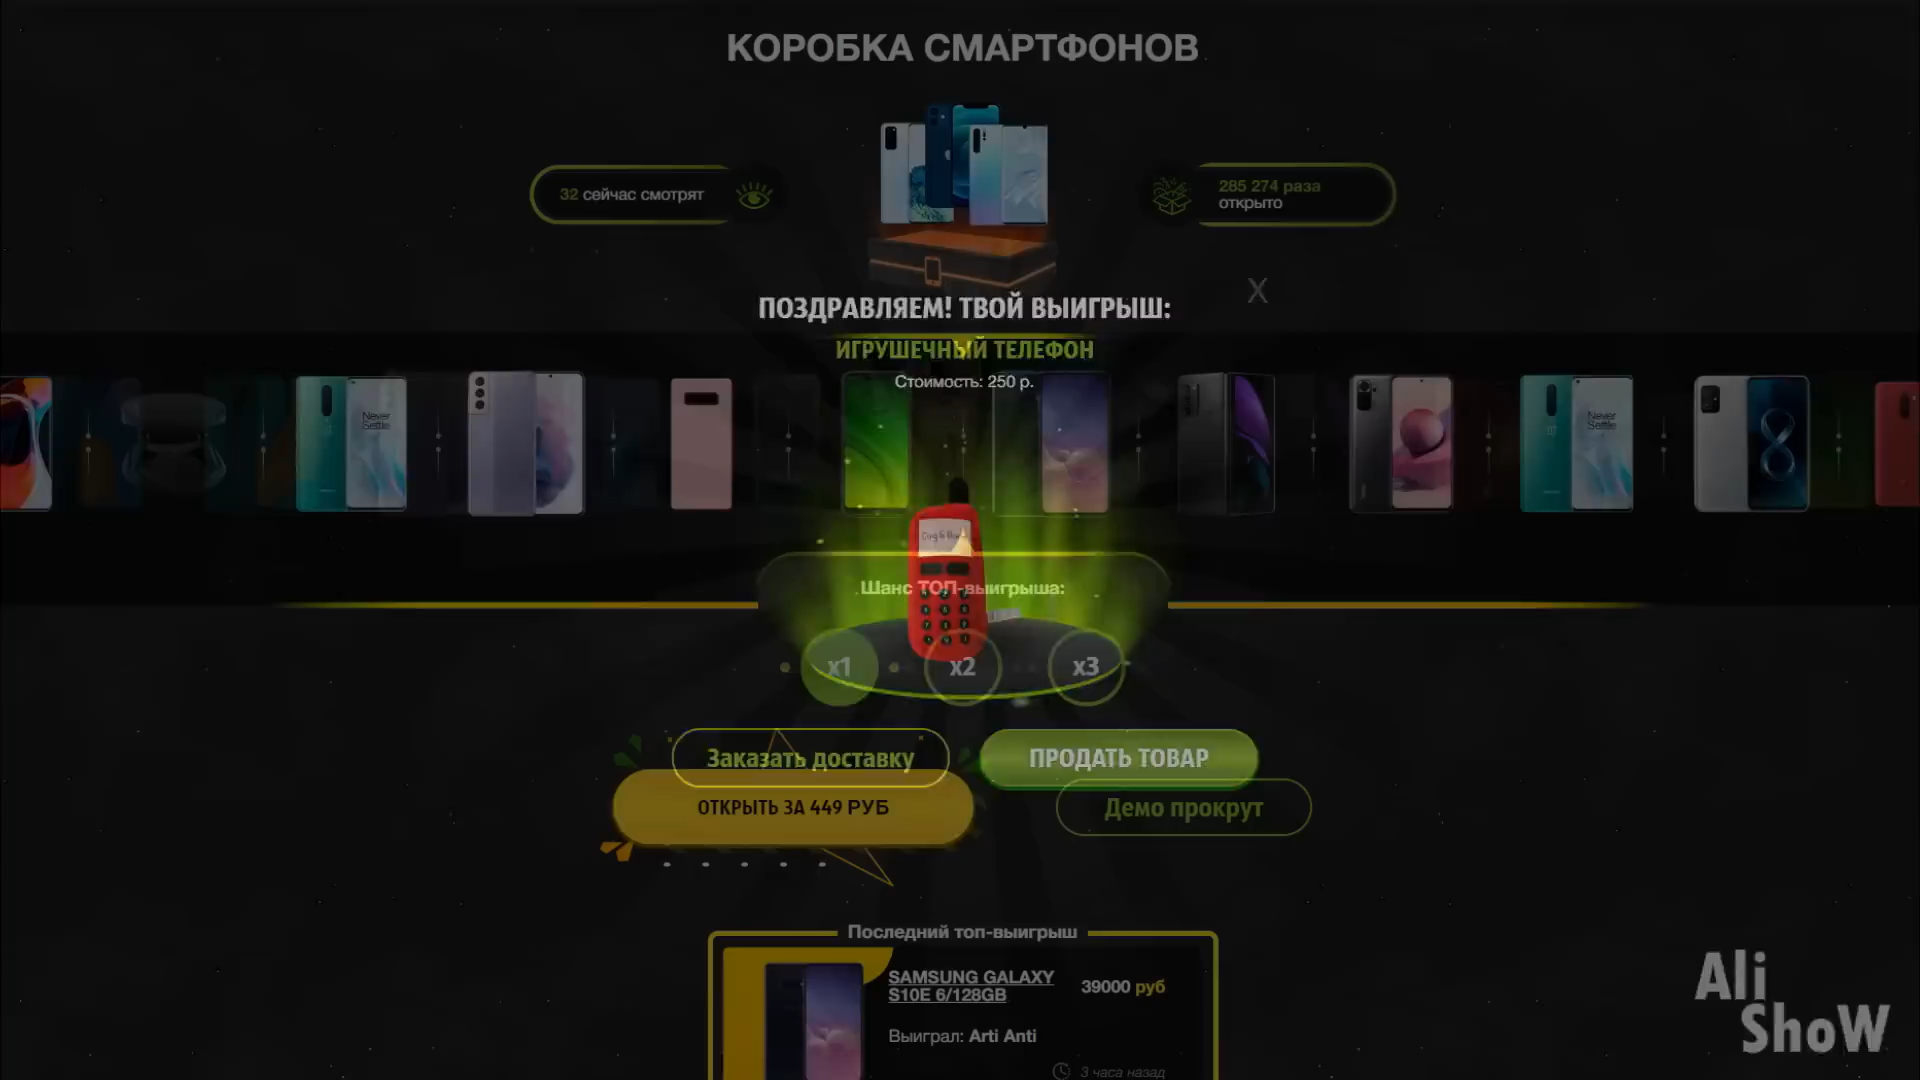 КОРОБКА СМАРТФОНОВ
32 сейчас смотрят
285 274 раза
открыто
X
ПОЗДРАВЛЯЕМ! ТВОЙ ВЫИГРЫШ:
ИГРУШЕЧНЫЙ ТЕЛЕФОН
Стоимость: 250 р.
Never
Settle
Never
Settle
Шанс ТОП-выигрыша:
x1
x2
x3
Заказать доставку
ПРОДАТЬ ТОВАР
ОТКРЫТЬ ЗА 449 РУБ
Демо прокрут
Последний топ-выигрыш
SAMSUNG GALAXY
S10E 6/128GB
39000 руб
Выиграл: Arti Anti
3 часа назад
Ali
ShoW